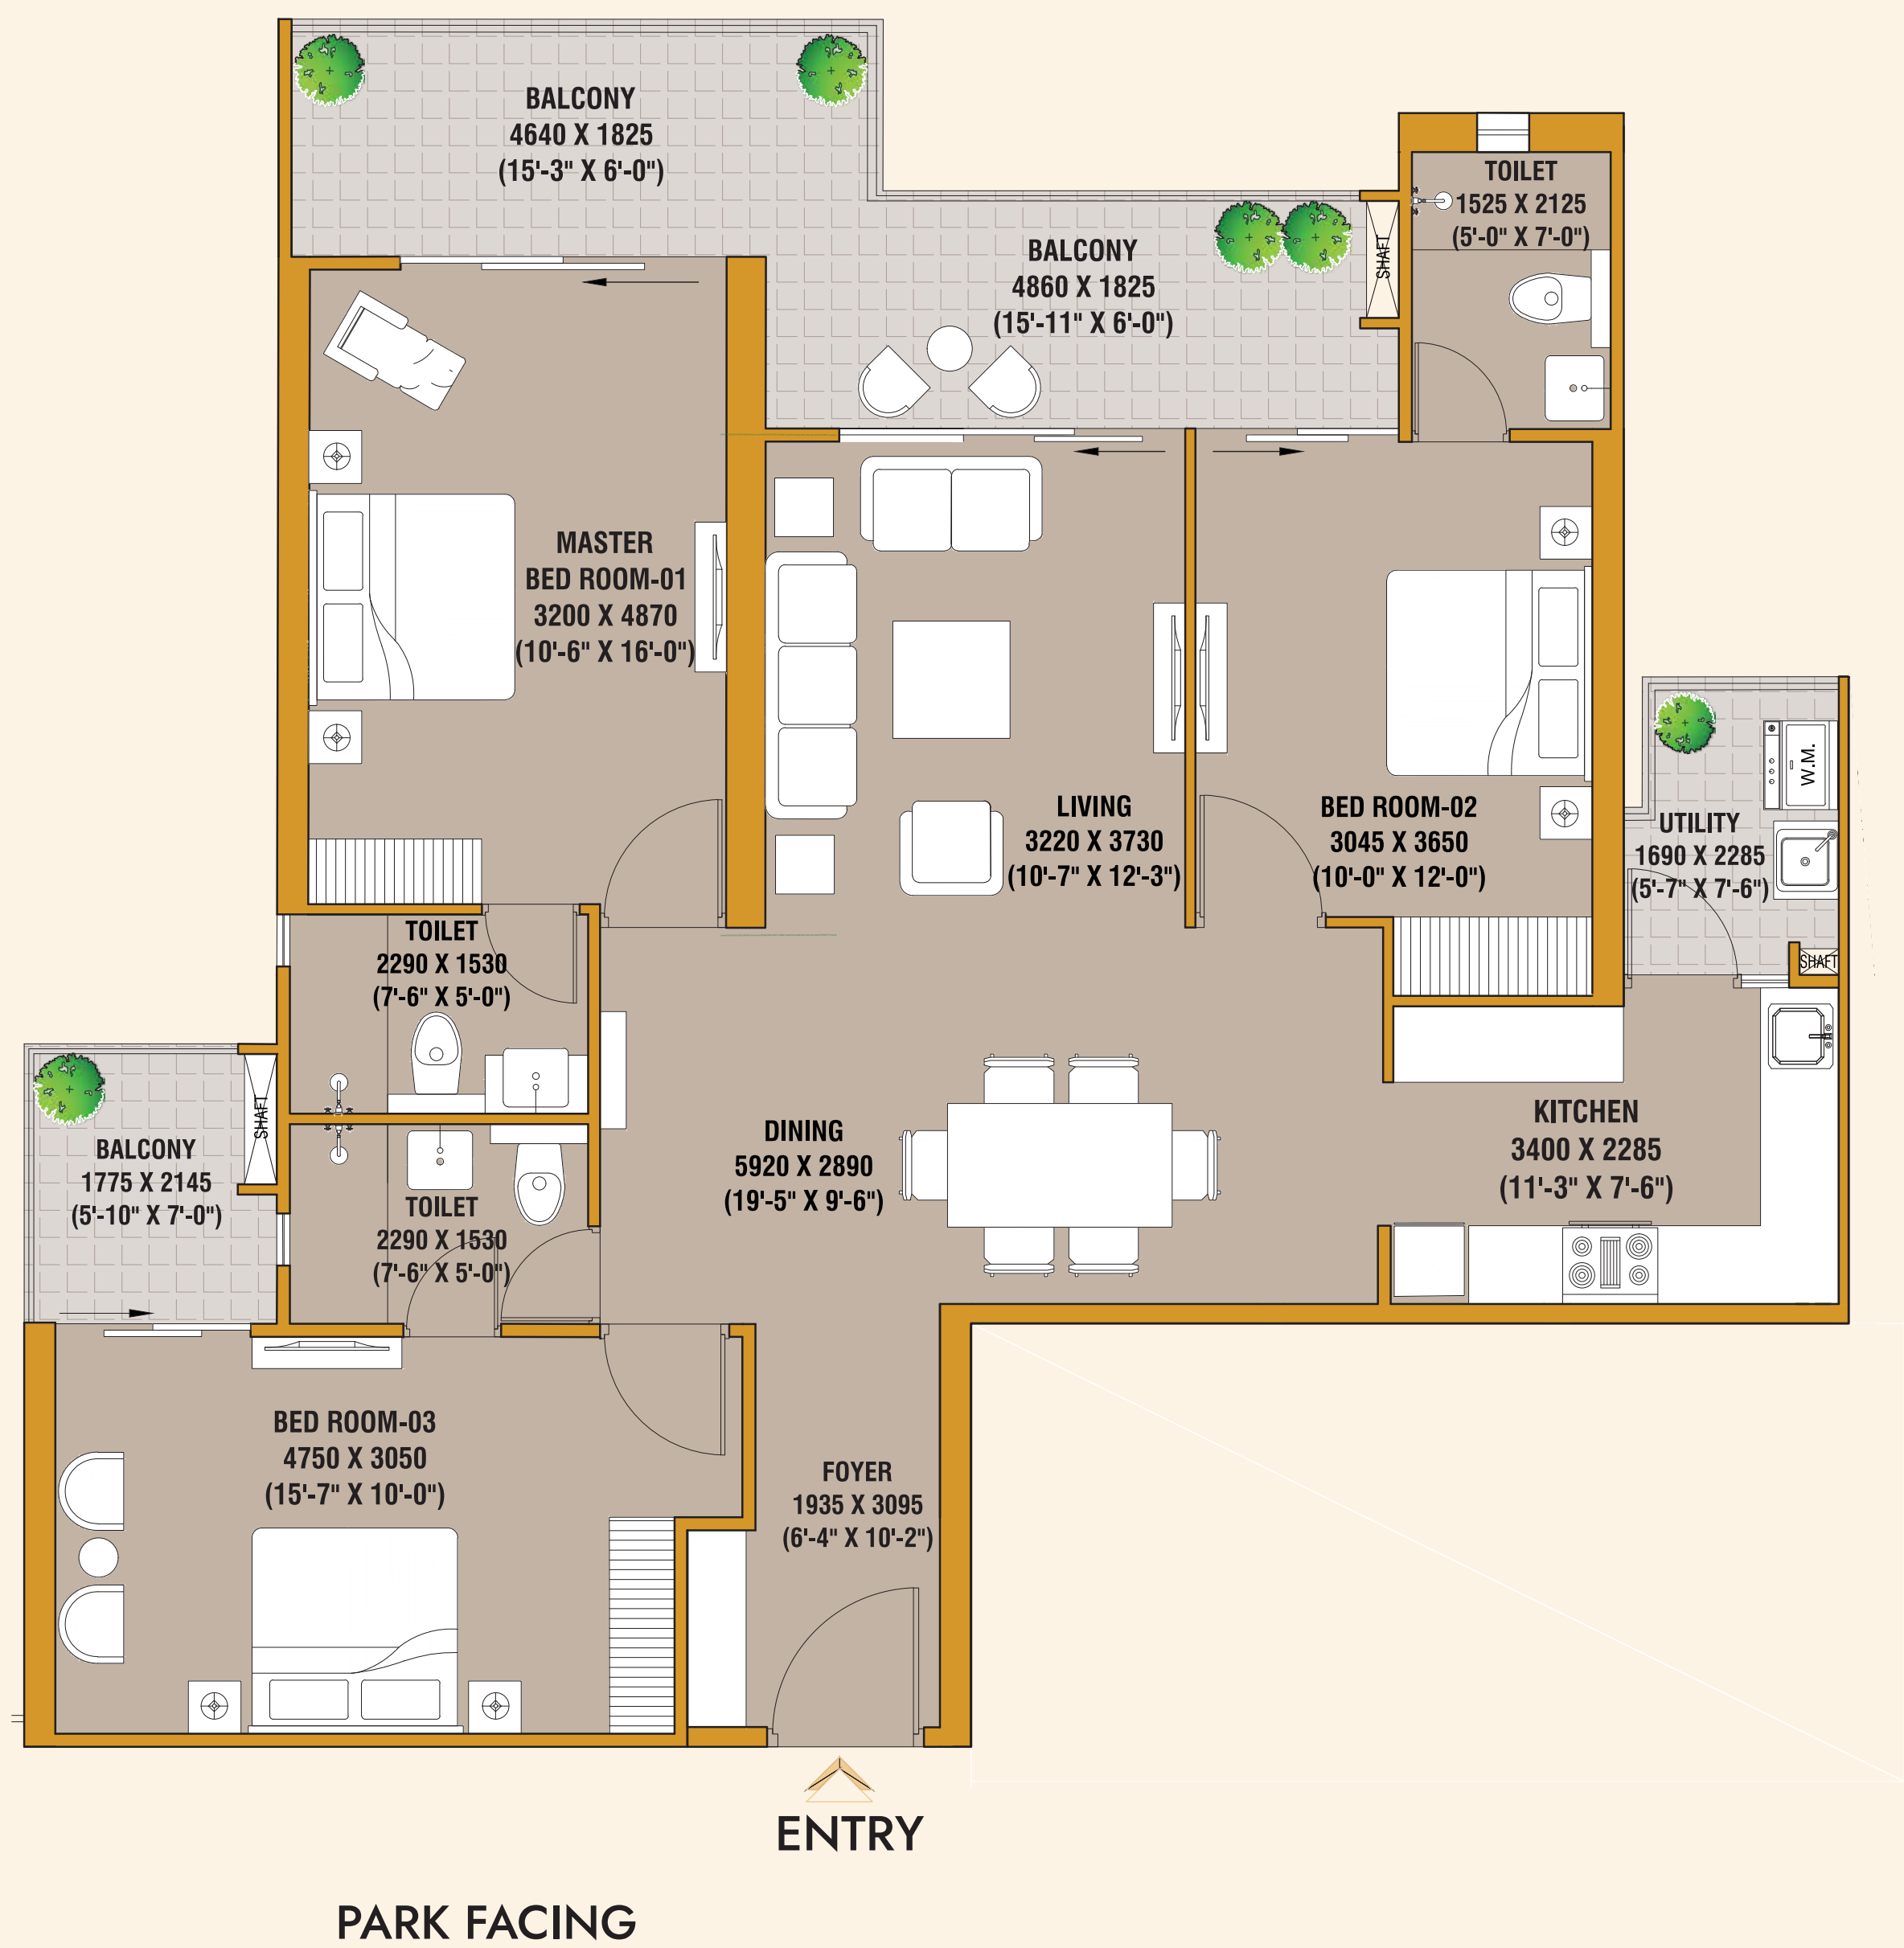 BALCONY
4640 X 1825
(15'-3" X 6'-0")
TOILET
1525 X 2125
(5'-0" X 7'-0")
SHAFT
BALCONY
4860 X 1825
(15'-11" X 6'-0")
MASTER
BED ROOM-01
3200 X 4870
(10'-6" X 16'-0")
LIVING
3220 X 3730
(10'-7" X 12'-3")
BED ROOM-02
3045 X 3650
(10'-0" X 12'-0")
W.M.
UTILITY
1690 X 2285
(5'-7" X 7'-6")
SHAFT
TOILET
2290 X 1530
(7'-6" X 5'-0")
SHAFT
BALCONY
1775 X 2145
(5'-10" X 7'-0")
TOILET
2290 X 1530
(7'-6" X 5'-0")
DINING
5920 X 2890
(19'-5" X 9'-6")
KITCHEN
3400 X 2285
(11'-3" X 7'-6")
BED ROOM-03
4750 X 3050
(15'-7" X 10'-0")
FOYER
1935 X 3095
(6'-4" X 10'-2")
ENTRY
PARK FACING